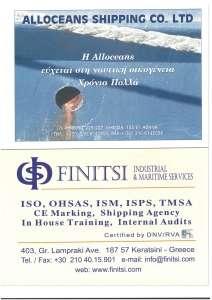 ALLOCEANS SHIPPING CO. LTD
Η Alloceans
εύχεται στη ναυτική οικογένεια
Χρόνια Πολλά
FINITSI INDUSTRIAL
& MARITIME SERVICES
ISO, OHSAS, ISM, ISPS, TMSA
CE Marking, Shipping Agency
In House Training, Internal Audits
Certified by DNV/RVA
403, Gr. Lampraki Ave. 187 57 Keratsini - Greece
Tel. / Fax: +30 210 40.15.901 e-mail: info@finitsi.com
web: www.finitsi.com